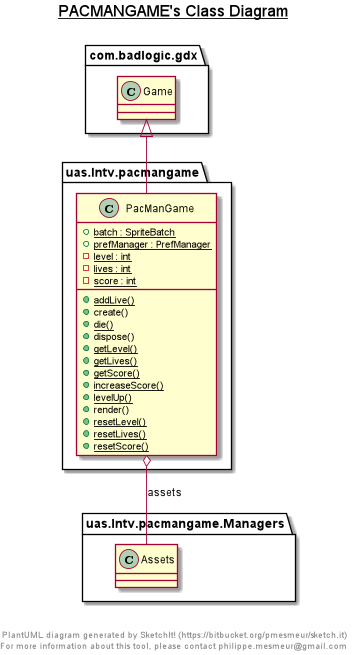 PACMANGAME's Class Diagram
com.badlogic.gdx
C Game
uas.lntv.pacmangame
C PacManGame
batch : SpriteBatch
prefManager : PrefManager
level : int
lives : int
score : int
addLive()
create()
die()
dispose()
getLevel()
getLives()
getScore()
increaseScore()
levelUp()
render()
resetLevel()
resetLives()
resetScore()
assets
uas.lntv.pacmangame.Managers
C Assets
PlantUML diagram generated by SketchIt! (https://bitbucket.org/pmesmeur/sketch.it)
For more information about this tool, please contact philippe.mesmeur@gmail.com